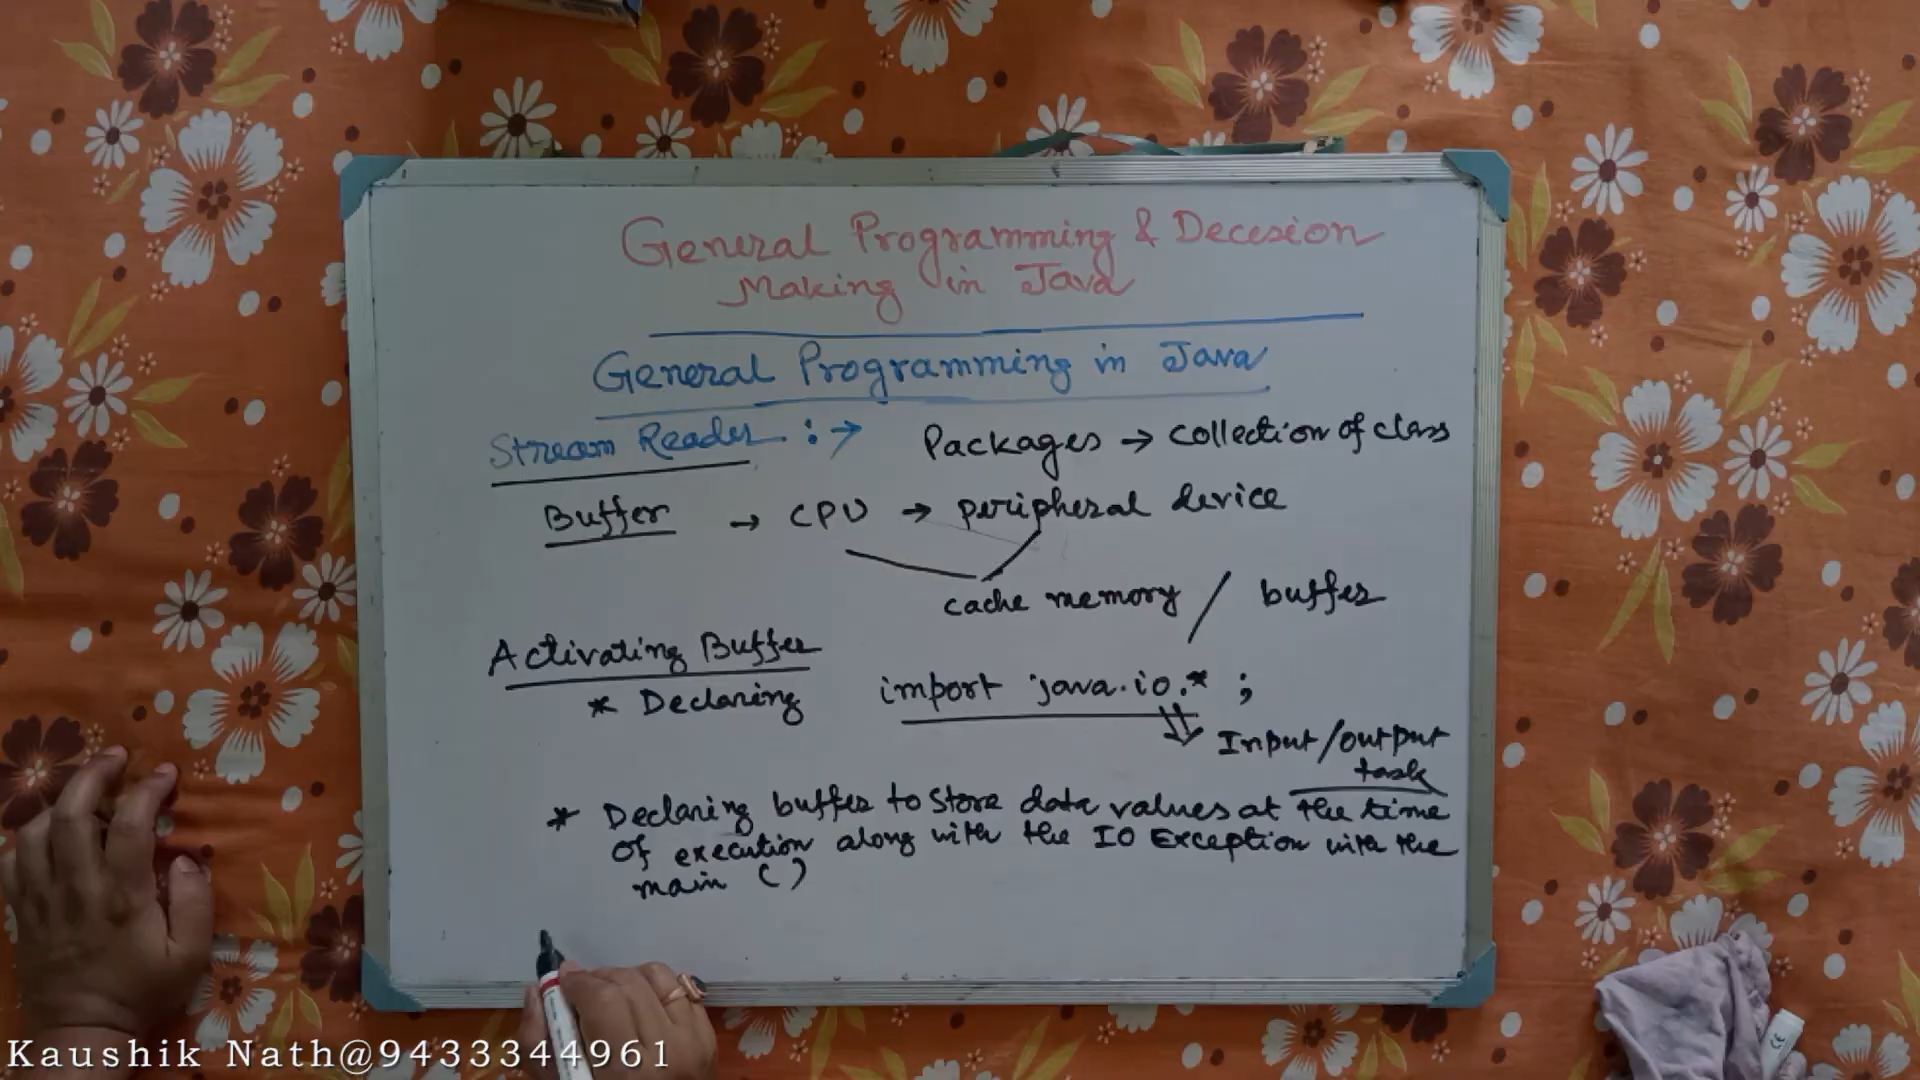 General Programming & Decesion
Making in Java
General Programming in Java
Stream Reader :→ Packages → collection of class
Buffer → CPU → peripheral device
cache memory / buffer
Activating Buffer
* Declaring import java.io.* ;
Input/output
task
* Declaring buffer to store data values at the time
of execution along with the IO Exception with the
main ( )
Kaushik Nath@9433344961